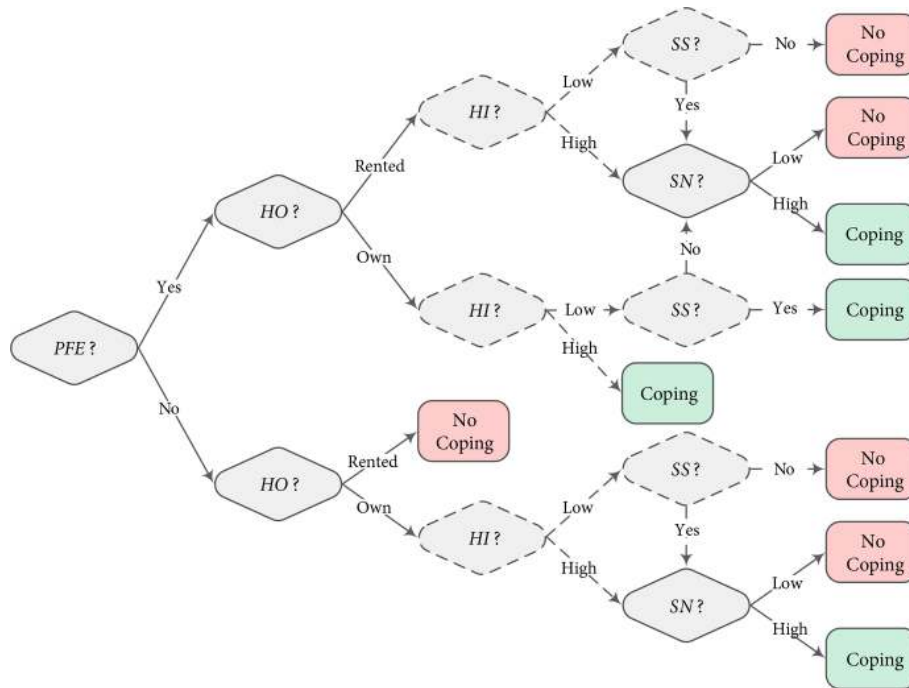 SS?
No
No
Coping
Low
HI?
Yes
No
Coping
High
Rented
SN?
Low
HO?
High
Coping
Own
No
Yes
HI?
Low
SS?
Yes
Coping
PFE?
High
Coping
No
No
Coping
Rented
SS?
No
No
Coping
HO?
Own
Low
Yes
HI?
No
Coping
High
Low
SN?
High
Coping